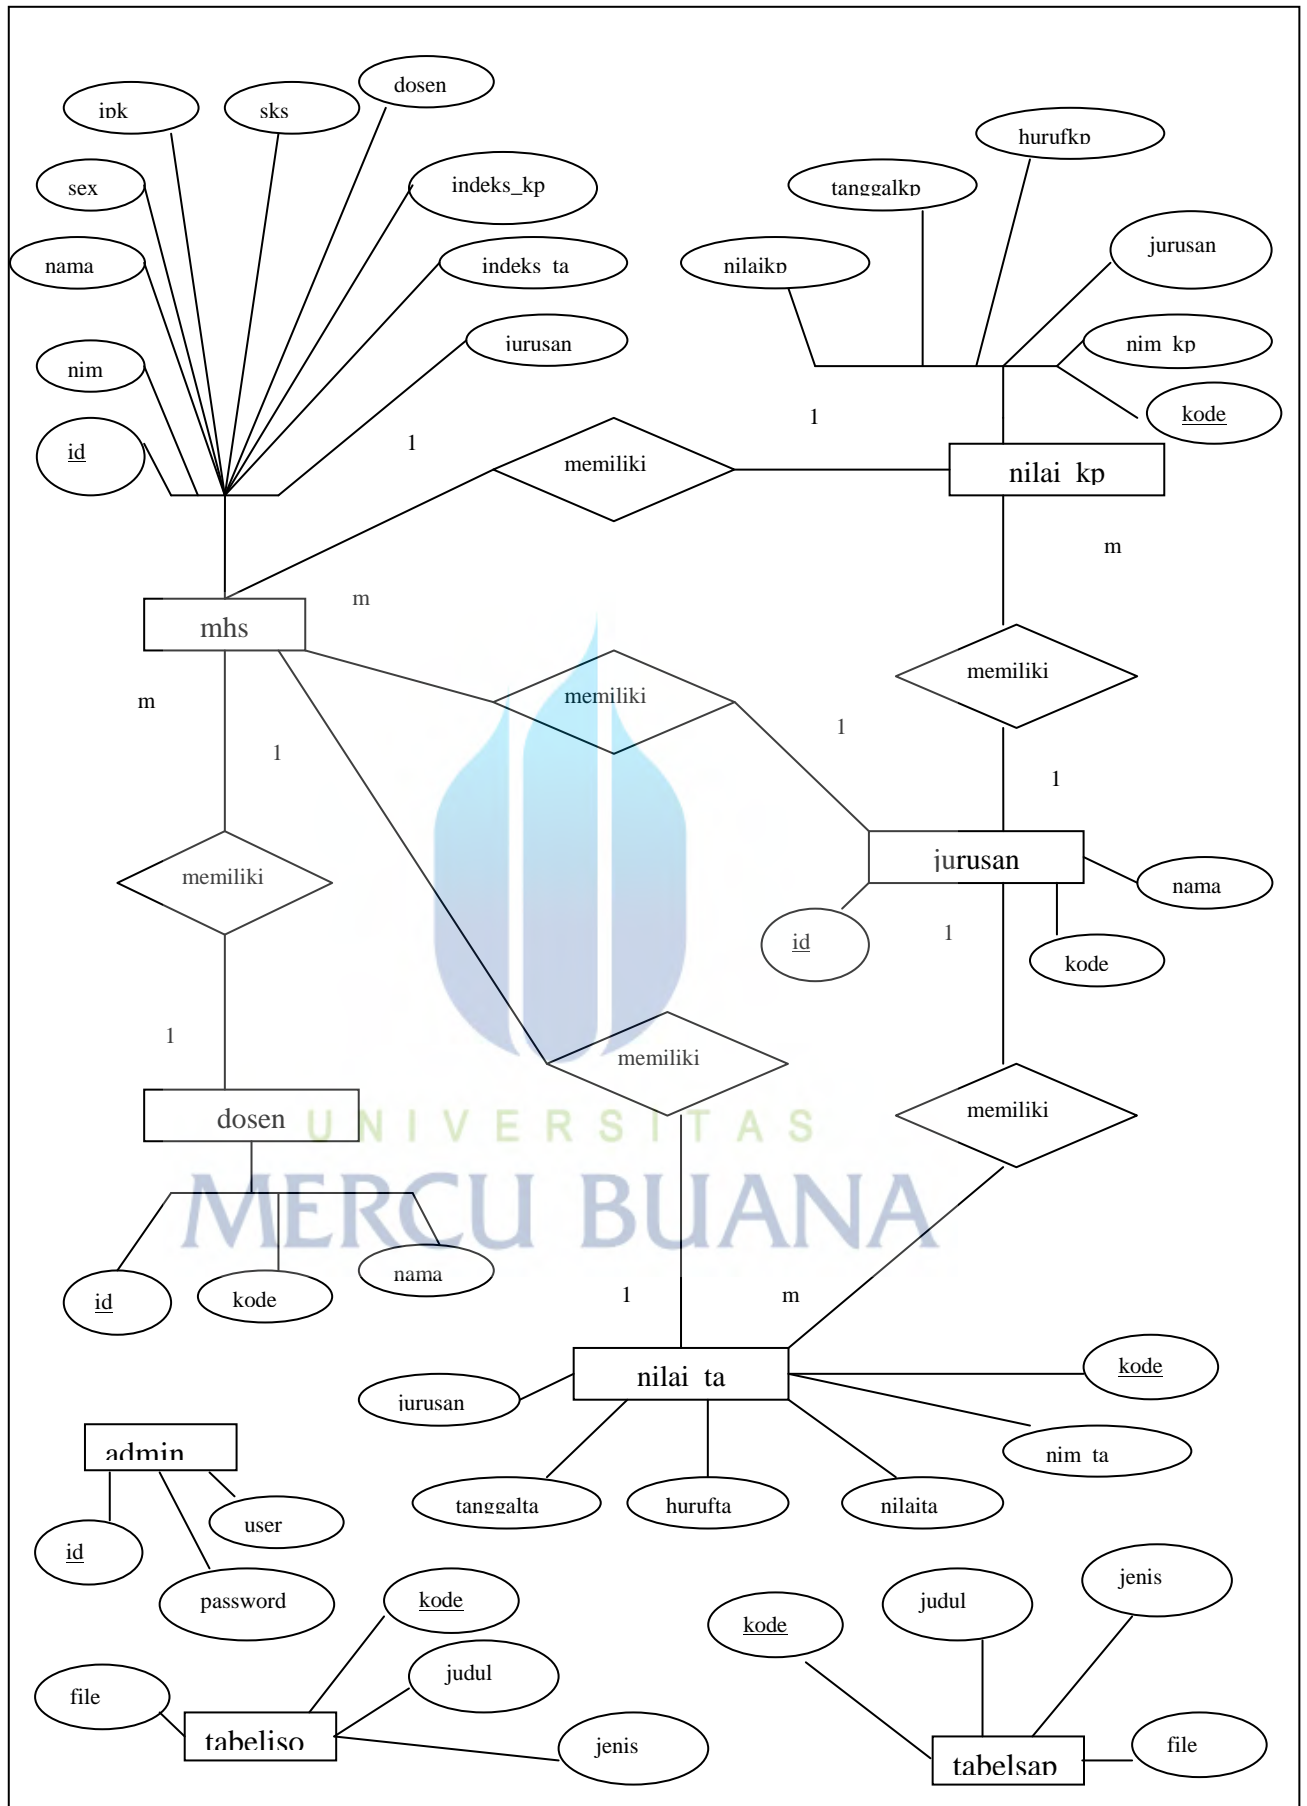 dosen
ipk
sks
hurufkp
sex
indeks_kp
tanggalkp
nama
indeks_ta
nilaikp
jurusan
jurusan
nim
nim_kp
id
1
1
kode
memiliki
nilai_kp
m
m
mhs
memiliki
memiliki
m
1
1
1
memiliki
jurusan
nama
id
1
kode
1
memiliki
memiliki
dosen
UNIVERSITAS
MERCU BUANA
nama
id
kode
1
m
nilai_ta
kode
jurusan
nim_ta
admin
tanggalta
hurufta
nilaita
user
id
password
kode
jenis
judul
kode
judul
file
tabeliso
jenis
file
tabelsap